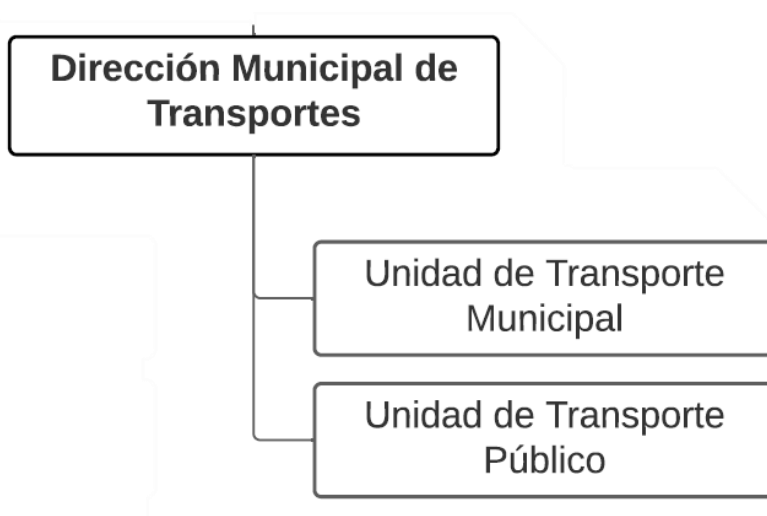 Dirección Municipal de
Transportes
Unidad de Transporte
Municipal
Unidad de Transporte
Público